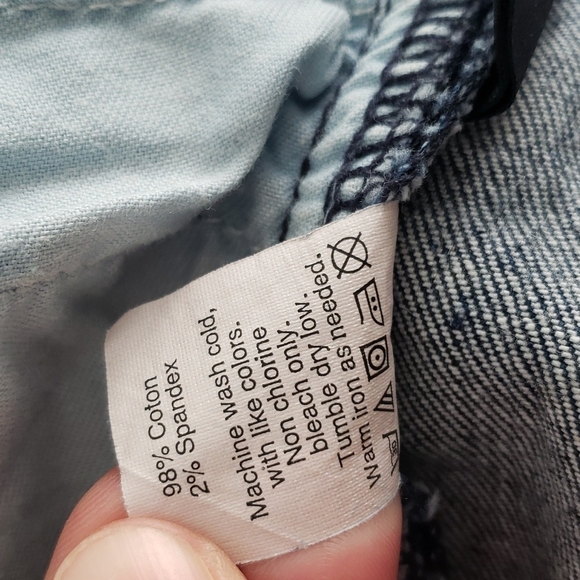 98% Coton
2% Spandex
Machine wash cold,
with like colors.
Non chlorine
bleach only.
Tumble dry low.
Warm iron as needed.